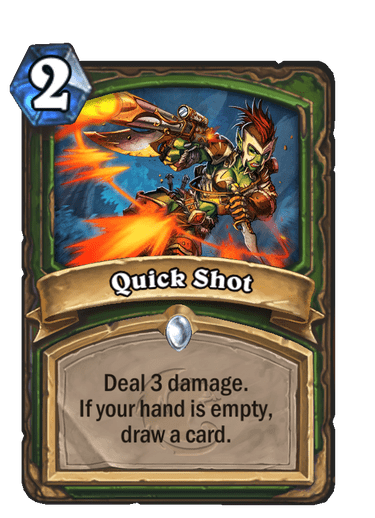 2
Quick Shot
Deal 3 damage.
If your hand is empty,
draw a card.